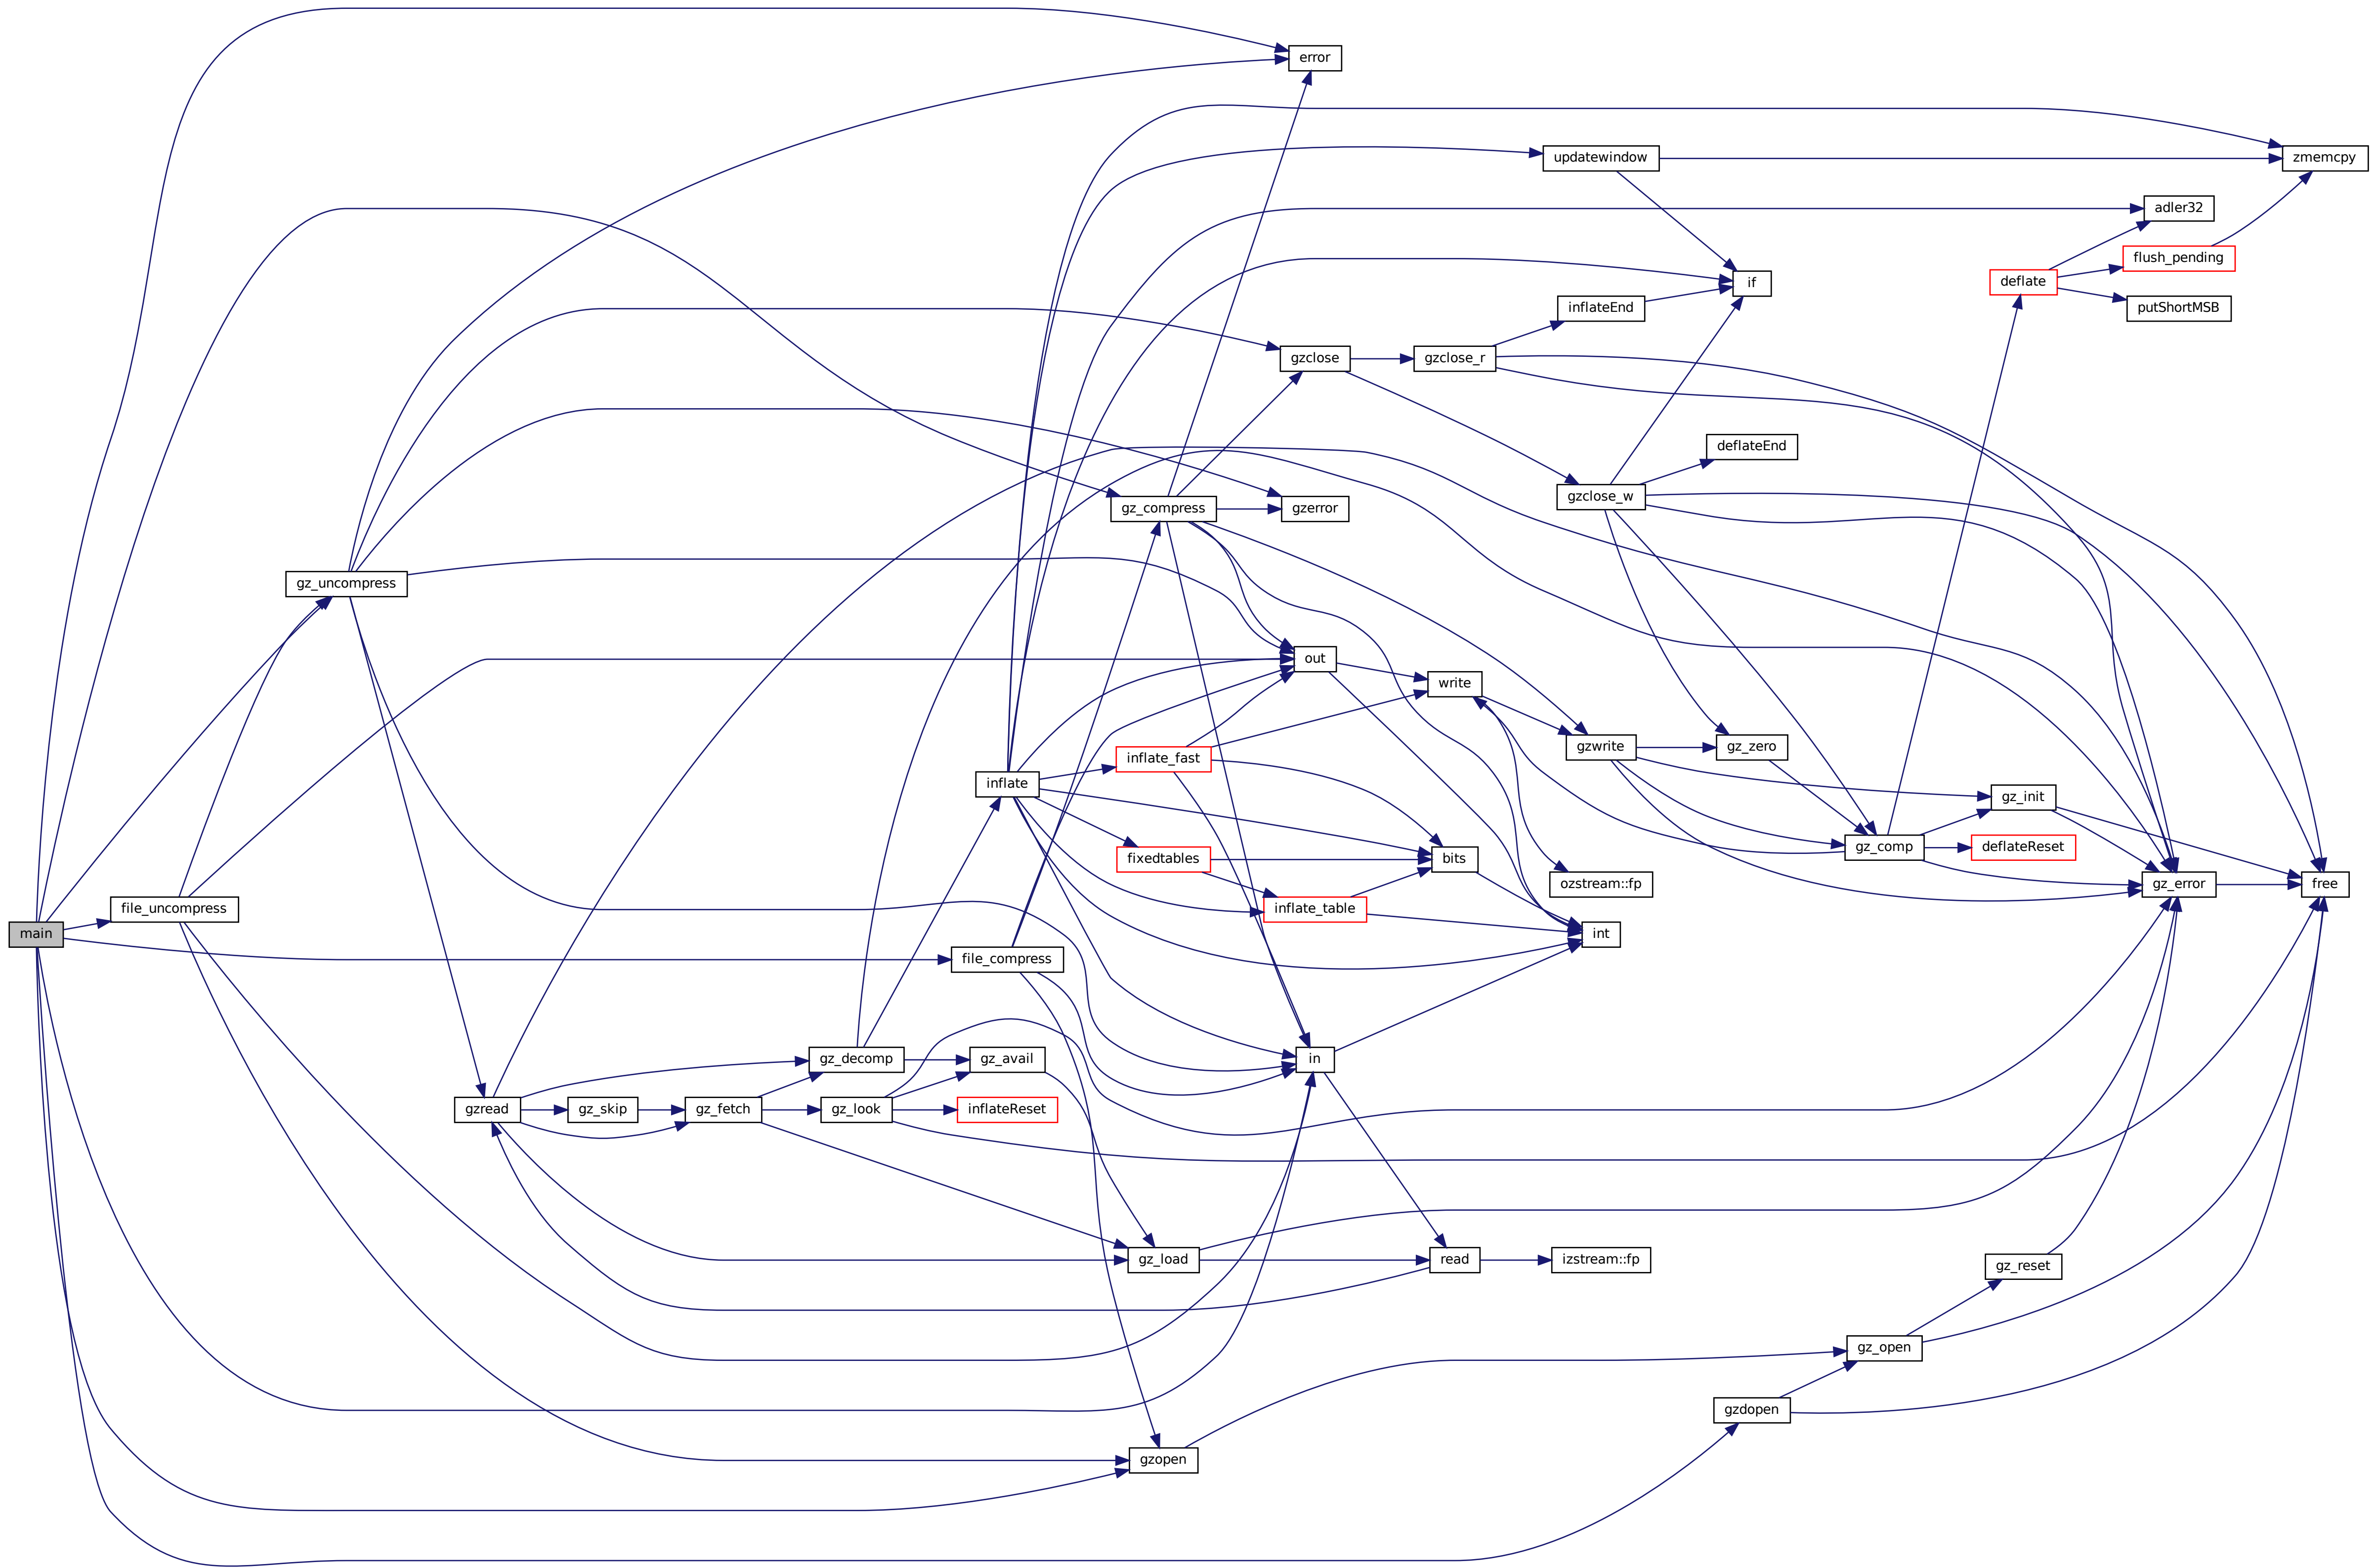 main
file_uncompress
gz_uncompress
gzread
gz_skip
gz_fetch
gz_decomp
gz_look
file_compress
inflate
gz_avail
inflateReset
gz_compress
inflate_fast
fixedtables
gz_load
gzopen
inflate_table
error
gzclose
gzerror
out
in
gzclose_r
write
bits
read
updatewindow
inflateEnd
gzclose_w
gzwrite
ozstream::fp
int
izstream::fp
if
deflateEnd
gz_zero
gzdopen
gz_comp
gz_open
deflate
gz_init
deflateReset
gz_reset
adler32
flush_pending
putShortMSB
gz_error
zmemcpy
free